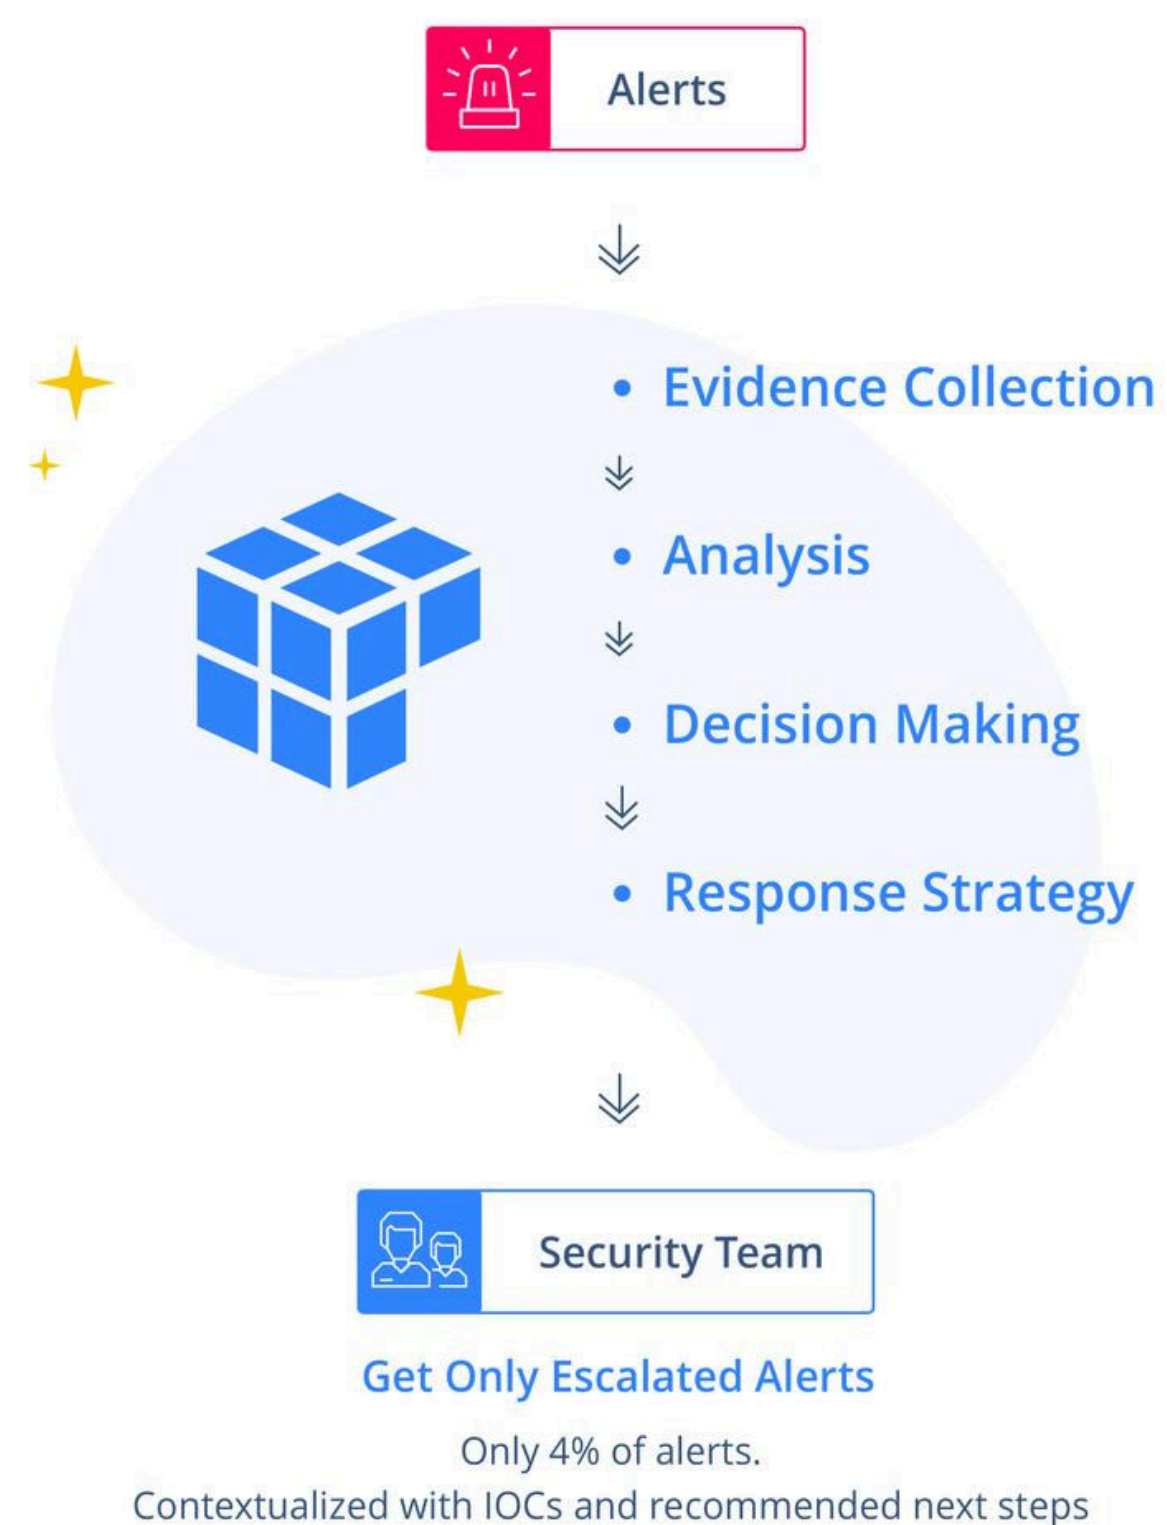 Alerts
• Evidence Collection
• Analysis
• Decision Making
• Response Strategy
Security Team
Get Only Escalated Alerts
Only 4% of alerts.
Contextualized with IOCs and recommended next steps